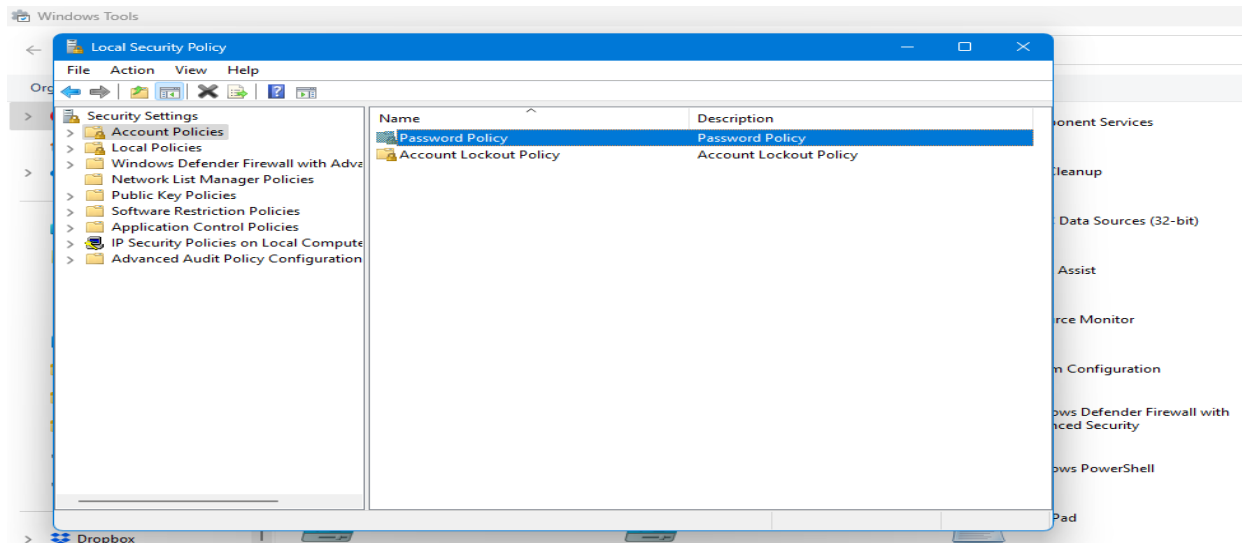 Windows Tools
Local Security Policy
File Action View Help
Org
Security Settings
Account Policies
Local Policies
Windows Defender Firewall with Adva
Network List Manager Policies
Public Key Policies
Software Restriction Policies
Application Control Policies
IP Security Policies on Local Compute
Advanced Audit Policy Configuration
Name Description
Password Policy Password Policy
Account Lockout Policy Account Lockout Policy
ponent Services
Cleanup
Data Sources (32-bit)
Assist
rce Monitor
m Configuration
ows Defender Firewall with
nced Security
ows PowerShell
Pad
Dropbox